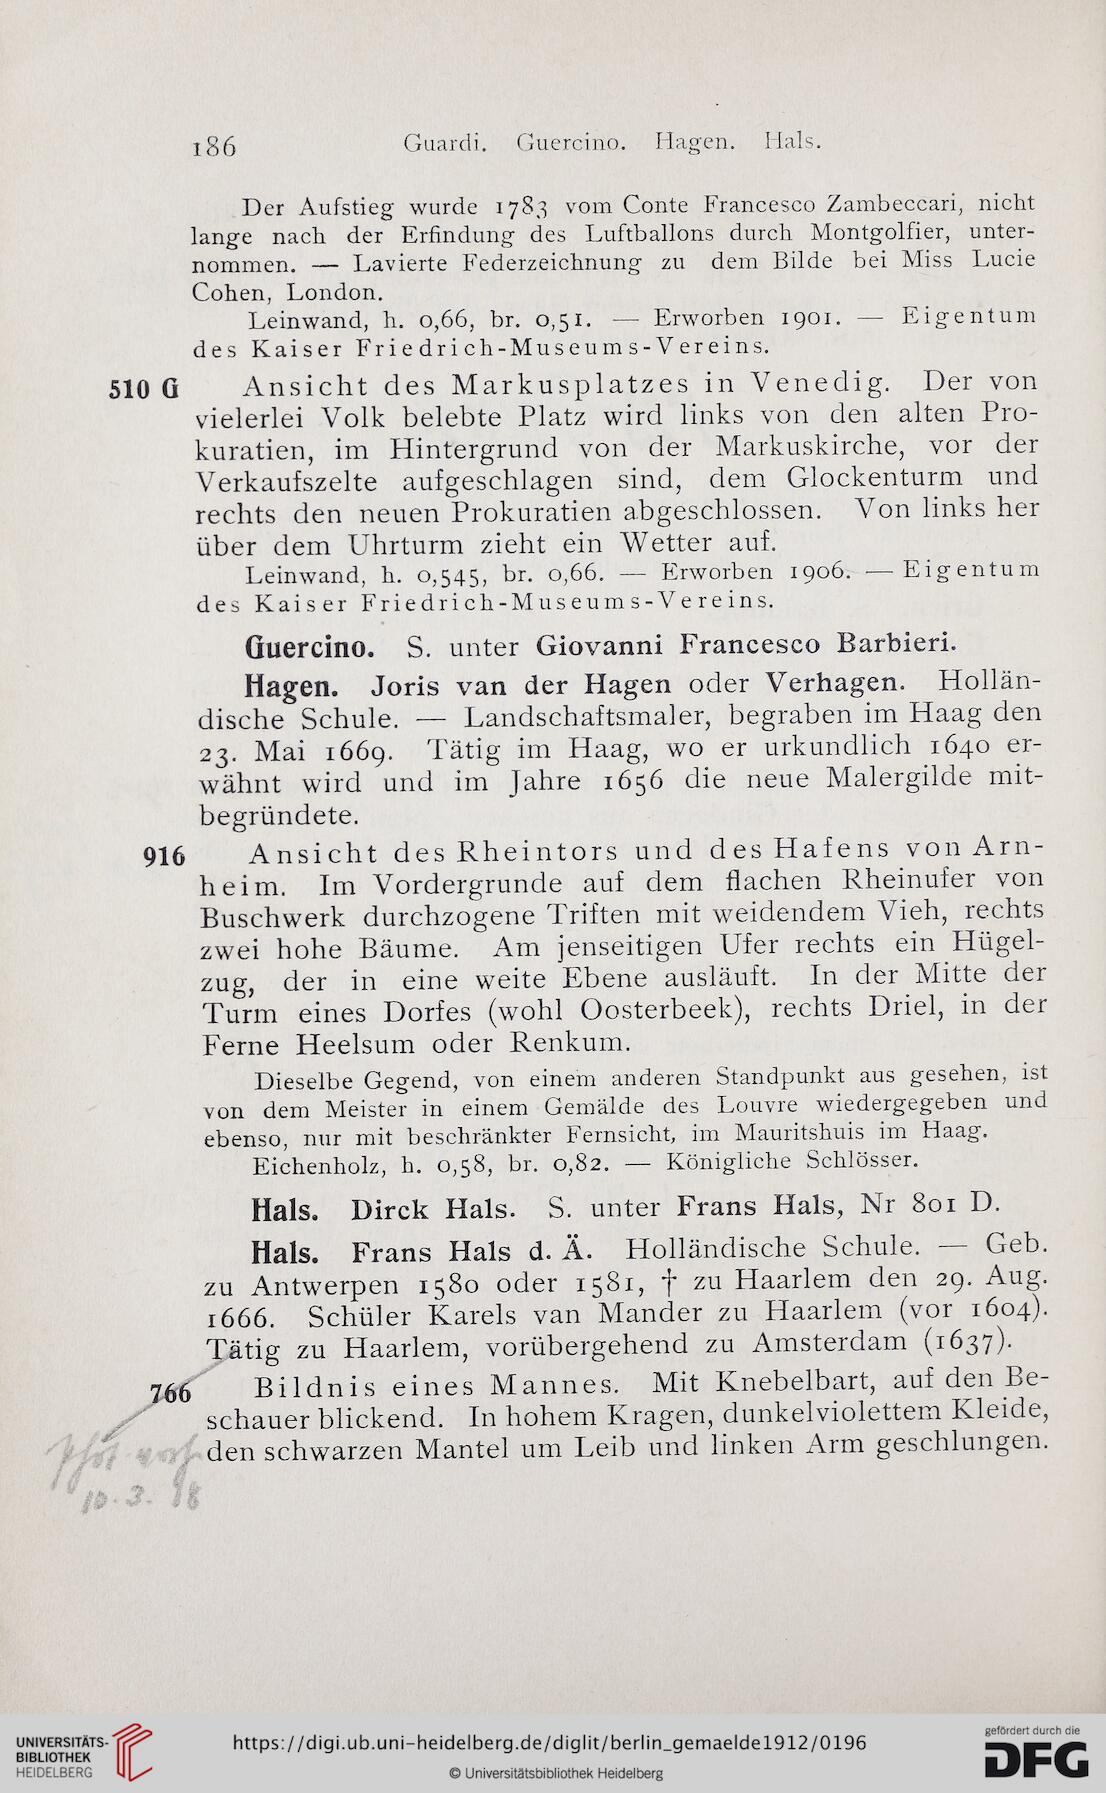 186 Guardi. Guercino. Hagen. Hals.
Der Aufstieg wurde 1783 vom Conte Francesco Zambeccari, nicht
lange nach der Erfindung des Luftballons durch Montgolfier, unter-
nommen. — Lavierte Federzeichnung zu dem Bilde bei Miss Lucie
Cohen, London.
Leinwand, h. 0,66, br. 0,51. — Erworben 1901. — Eigentum
des Kaiser Friedrich-Museums-Vereins.
510 G Ansicht des Markusplatzes in Venedig. Der von
vielerlei Volk belebte Platz wird links von den alten Pro-
kuratien, im Hintergrund von der Markuskirche, vor der
Verkaufszelte aufgeschlagen sind, dem Glockenturm und
rechts den neuen Prokuratien abgeschlossen. Von links her
über dem Uhrturm zieht ein Wetter auf.
Leinwand, h. 0,545, br. 0,66. — Erworben 1906. — Eigentum
des Kaiser Friedrich-Museums-Vereins.
Guercino. S. unter Giovanni Francesco Barbieri.
Hagen. Joris van der Hagen oder Verhagen. Hollän-
dische Schule. — Landschaftsmaler, begraben im Haag den
23. Mai 1669. Tätig im Haag, wo er urkundlich 1640 er-
wähnt wird und im Jahre 1656 die neue Malergilde mit-
begründete.
916 Ansicht des Rheintors und des Hafens von Arn-
heim. Im Vordergrunde auf dem flachen Rheinufer von
Buschwerk durchzogene Triften mit weidendem Vieh, rechts
zwei hohe Bäume. Am jenseitigen Ufer rechts ein Hügel-
zug, der in eine weite Ebene ausläuft. In der Mitte der
Turm eines Dorfes (wohl Oosterbeek), rechts Driel, in der
Ferne Heelsum oder Renkum.
Dieselbe Gegend, von einem anderen Standpunkt aus gesehen, ist
von dem Meister in einem Gemälde des Louvre wiedergegeben und
ebenso, nur mit beschränkter Fernsicht, im Mauritshuis im Haag.
Eichenholz, h. 0,58, br. 0,82. — Königliche Schlösser.
Hals. Dirck Hals. S. unter Frans Hals, Nr 801 D.
Hals. Frans Hals d. Ä. Holländische Schule. — Geb.
zu Antwerpen 1580 oder 1581, † zu Haarlem den 29. Aug.
1666. Schüler Karels van Mander zu Haarlem (vor 1604).
Tätig zu Haarlem, vorübergehend zu Amsterdam (1637).
766 Bildnis eines Mannes. Mit Knebelbart, auf den Be-
schauer blickend. In hohem Kragen, dunkelviolettem Kleide,
den schwarzen Mantel um Leib und linken Arm geschlungen.
10. 3. 18
UNIVERSITÄTS-
BIBLIOTHEK
HEIDELBERG
https://digi.ub.uni-heidelberg.de/diglit/berlin_gemaelde1912/0196
© Universitätsbibliothek Heidelberg
gefördert durch die
DFG